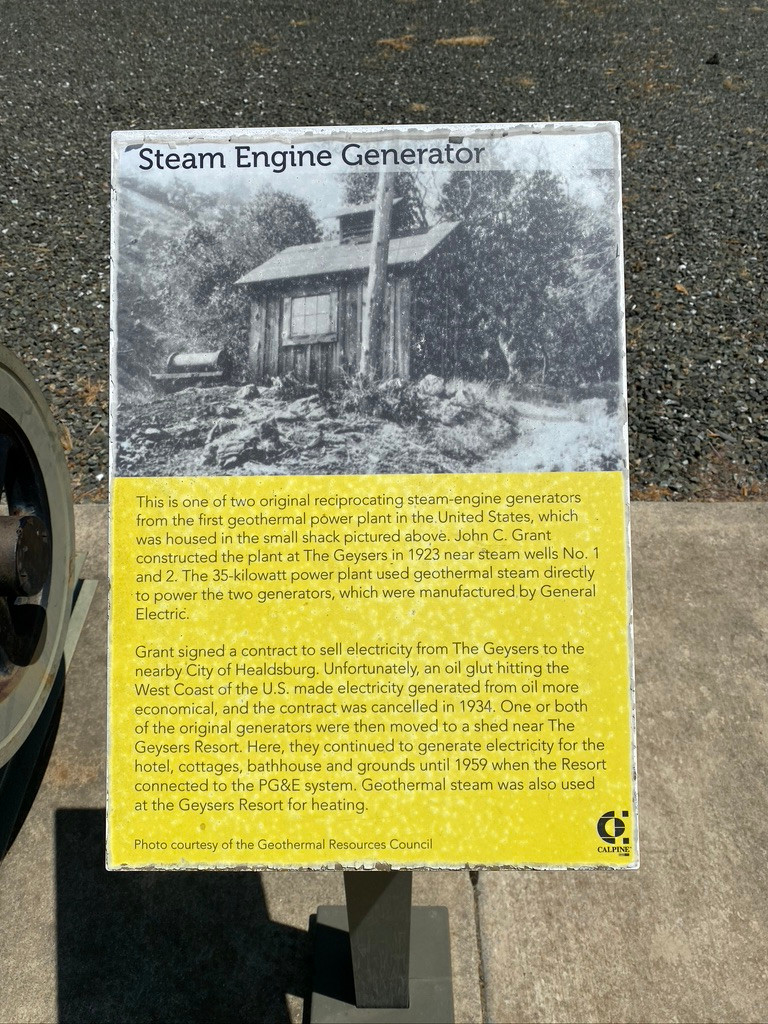 Steam Engine Generator
This is one of two original reciprocating steam-engine generators
from the first geothermal power plant in the United States, which
was housed in the small shack pictured above. John C. Grant
constructed the plant at The Geysers in 1923 near steam wells No. 1
and 2. The 35-kilowatt power plant used geothermal steam directly
to power the two generators, which were manufactured by General
Electric.
Grant signed a contract to sell electricity from The Geysers to the
nearby City of Healdsburg. Unfortunately, an oil glut hitting the
West Coast of the U.S. made electricity generated from oil more
economical, and the contract was cancelled in 1934. One or both
of the original generators were then moved to a shed near The
Geysers Resort. Here, they continued to generate electricity for the
hotel, cottages, bathhouse and grounds until 1959 when the Resort
connected to the PG&E system. Geothermal steam was also used
at the Geysers Resort for heating.
Photo courtesy of the Geothermal Resources Council
CALPINE